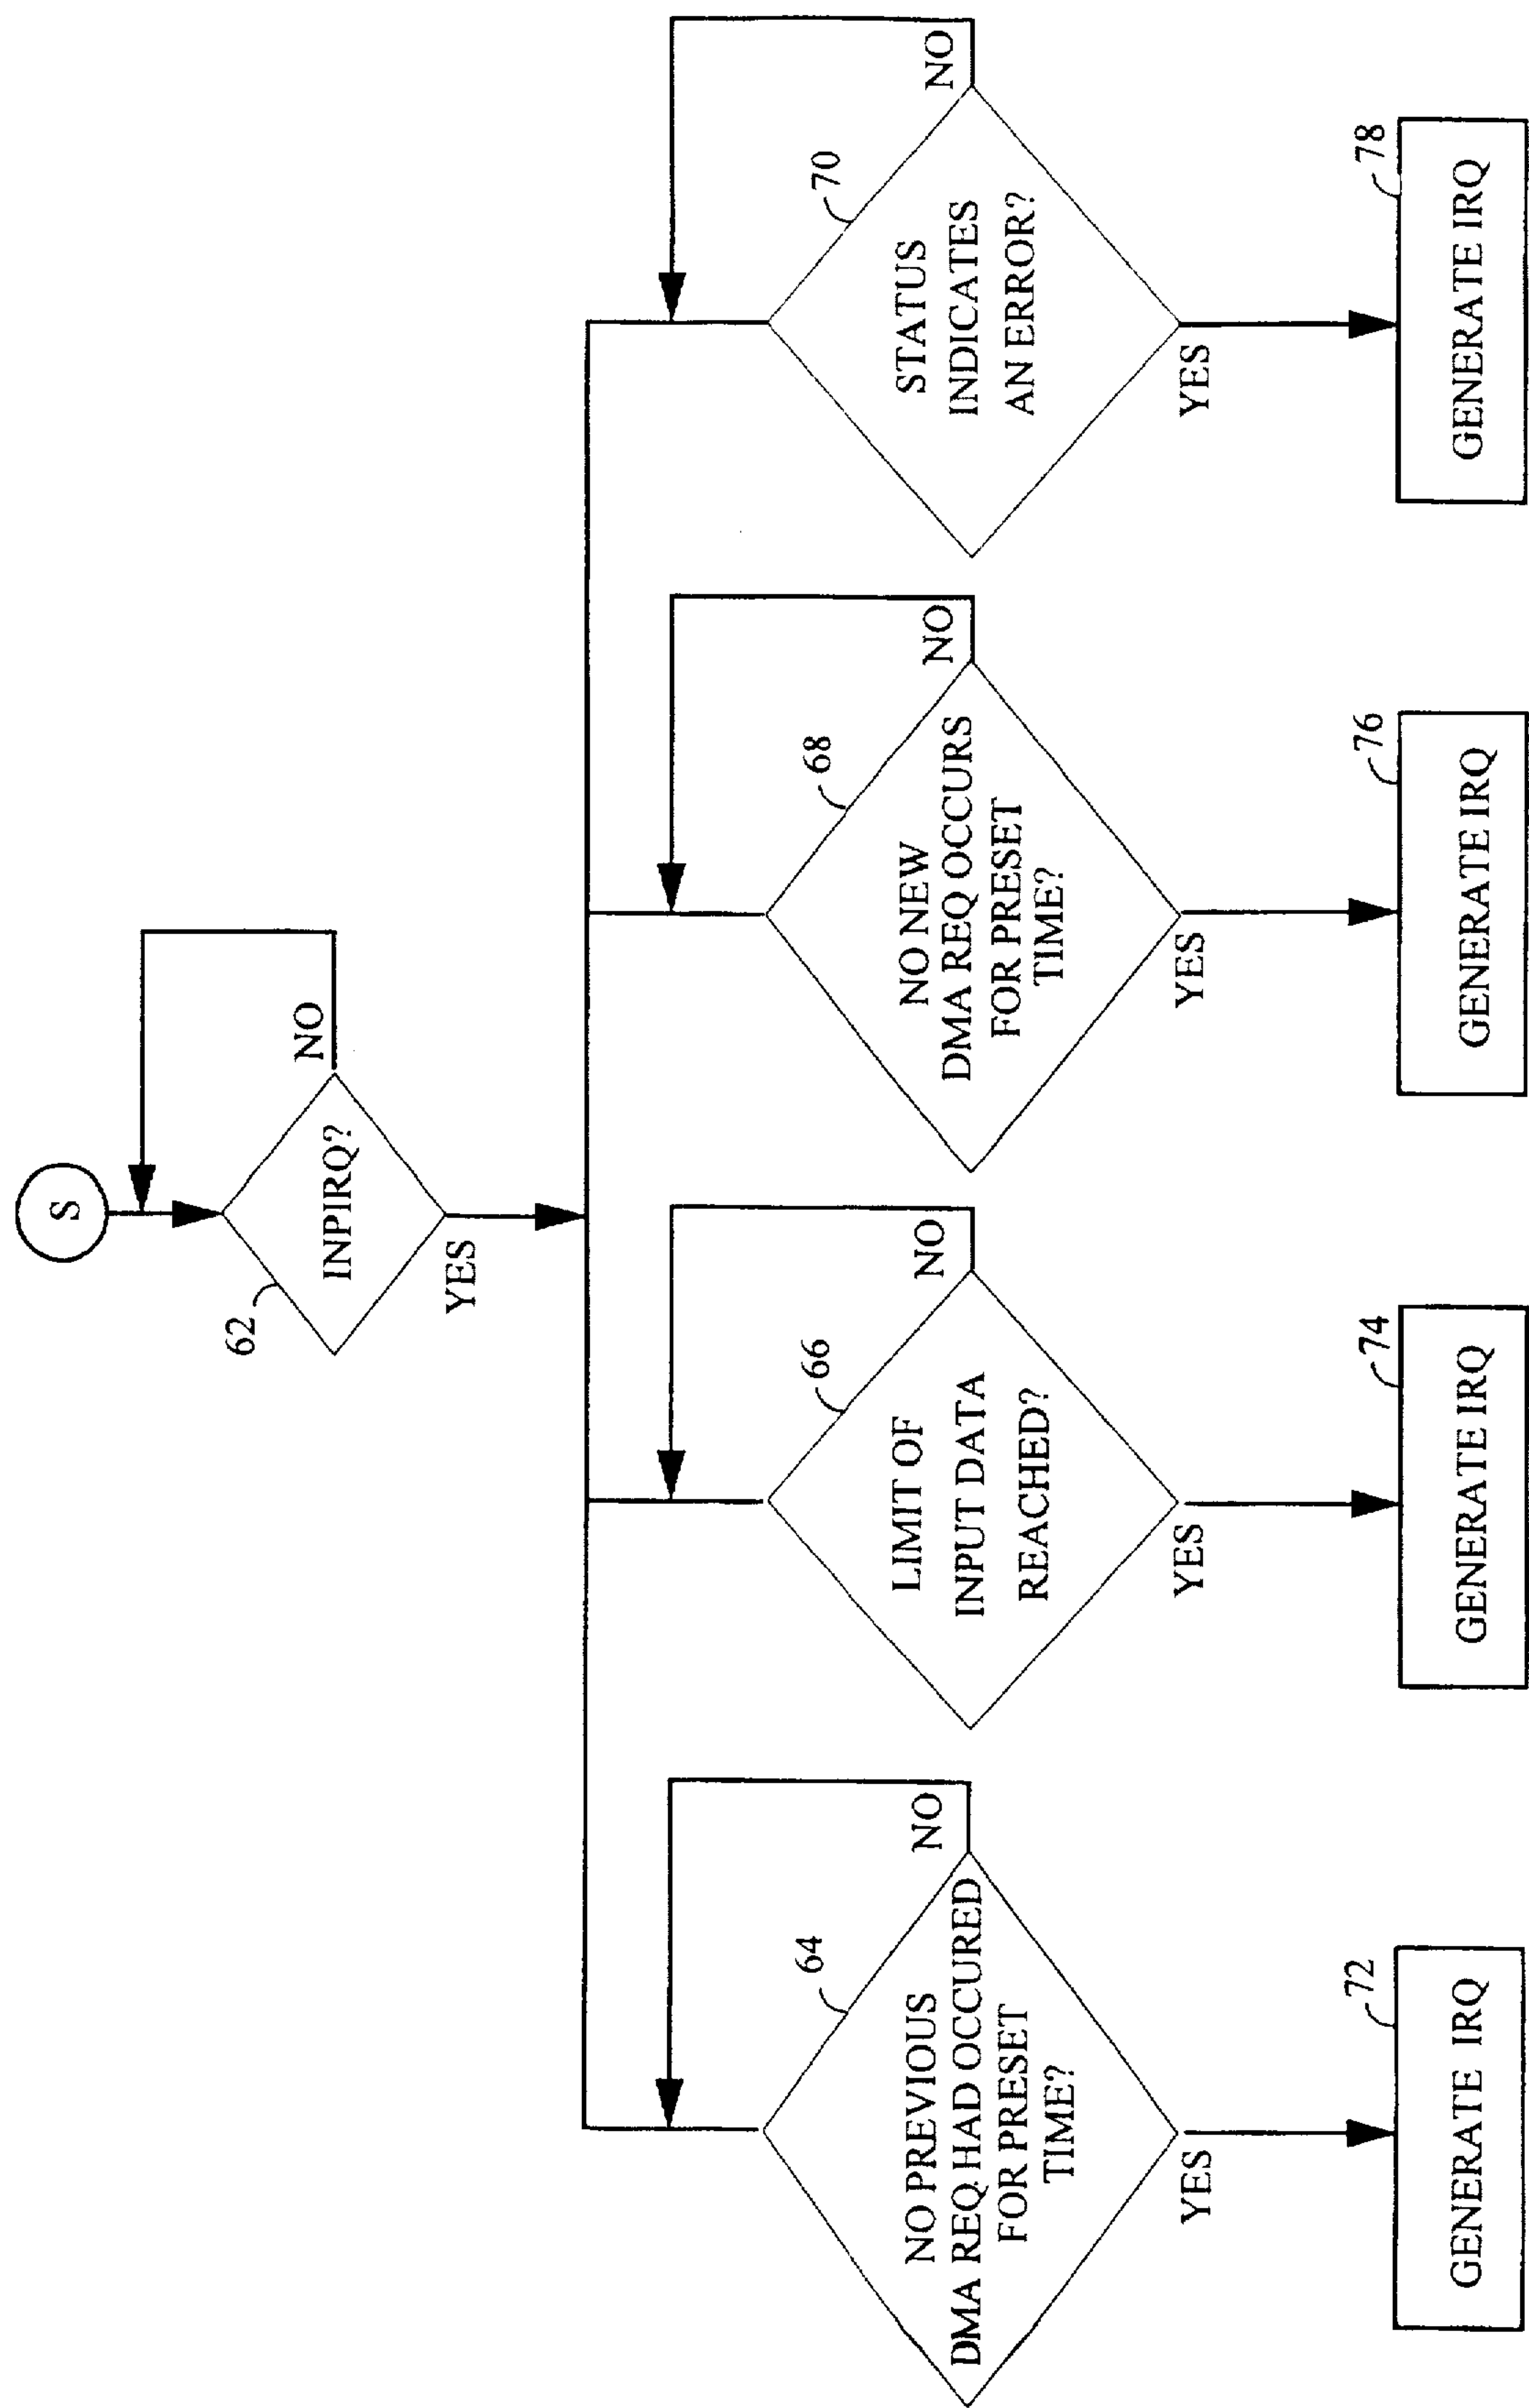 S
62
INPIRQ?
NO
YES
64
NO PREVIOUS
DMA REQ. HAD OCCURED
FOR PRESET
TIME?
NO
YES
72
GENERATE IRQ
66
LIMIT OF
INPUT DATA
REACHED?
NO
YES
74
GENERATE IRQ
68
NO NEW
DMA REQ OCCURS
FOR PRESET
TIME?
NO
YES
76
GENERATE IRQ
70
STATUS
INDICATES
AN ERROR?
NO
YES
78
GENERATE IRQ